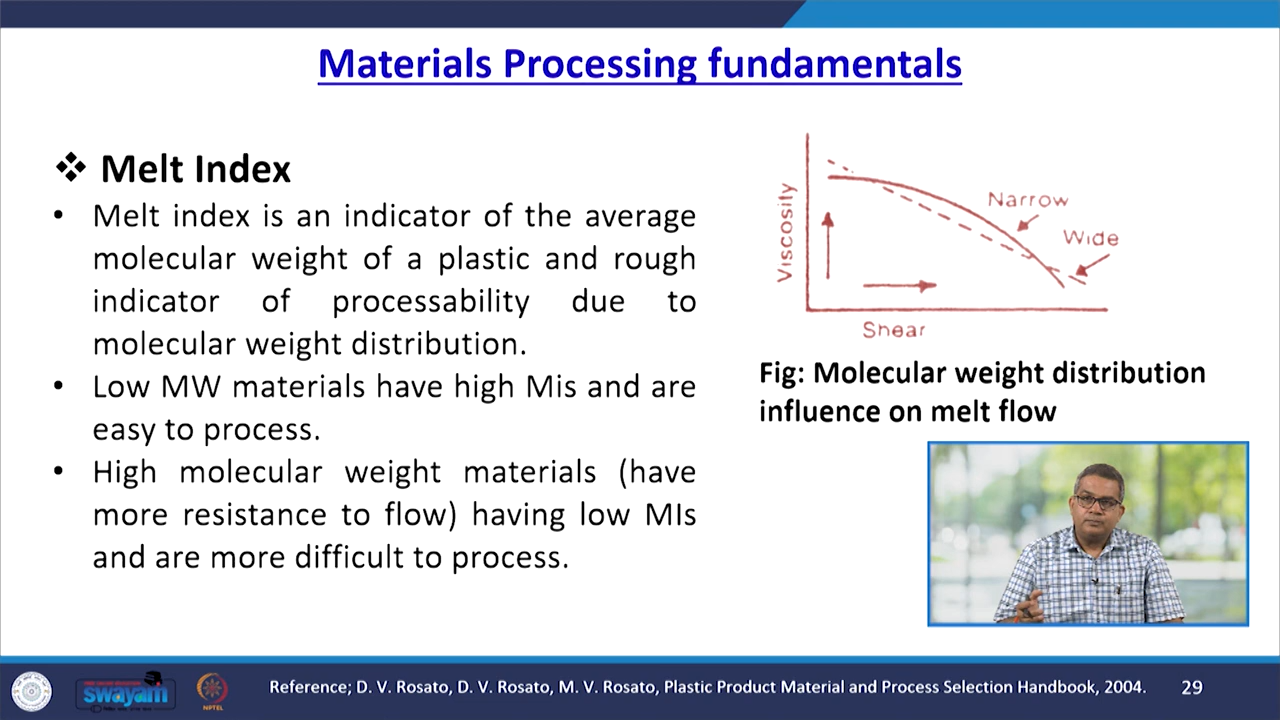 Materials Processing fundamentals
❖ Melt Index
• Melt index is an indicator of the average
molecular weight of a plastic and rough
indicator of processability due to
molecular weight distribution.
• Low MW materials have high Mis and are
easy to process.
• High molecular weight materials (have
more resistance to flow) having low MIs
and are more difficult to process.
Viscosity
Narrow
Wide
Shear
Fig: Molecular weight distribution
influence on melt flow
swayam
NPTEL
Reference; D. V. Rosato, D. V. Rosato, M. V. Rosato, Plastic Product Material and Process Selection Handbook, 2004.
29